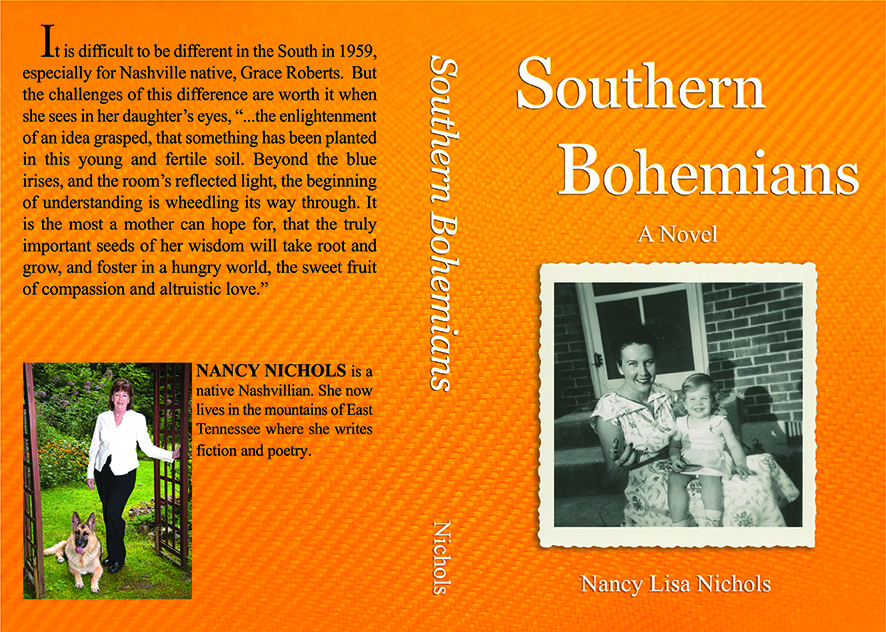 It is difficult to be different in the South in 1959,
especially for Nashville native, Grace Roberts. But
the challenges of this difference are worth it when
she sees in her daughter's eyes, “...the enlightenment
of an idea grasped, that something has been planted
in this young and fertile soil. Beyond the blue
irises, and the room's reflected light, the beginning
of understanding is wheedling its way through. It
is the most a mother can hope for, that the truly
important seeds of her wisdom will take root and
grow, and foster in a hungry world, the sweet fruit
of compassion and altruistic love.”
NANCY NICHOLS is a
native Nashvillian. She now
lives in the mountains of East
Tennessee where she writes
fiction and poetry.
Southern Bohemians
Nichols
Southern
Bohemians
A Novel
Nancy Lisa Nichols